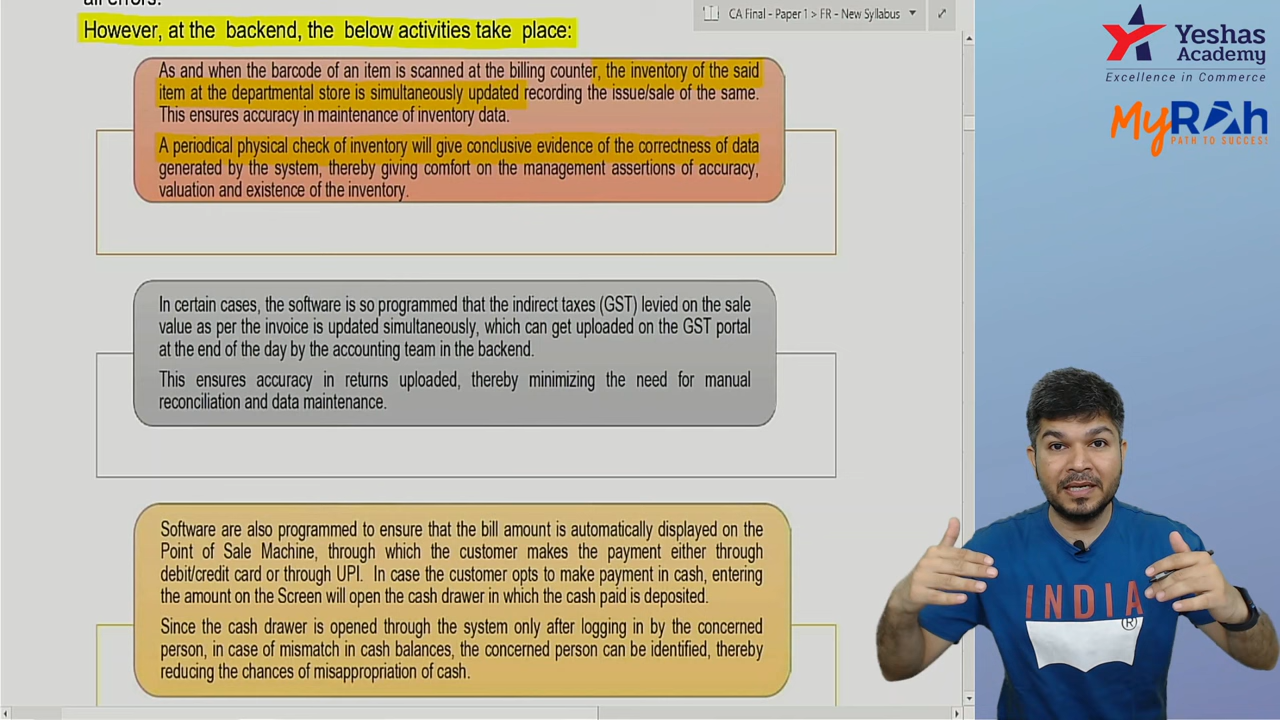 all errors.
However, at the backend, the below activities take place:
As and when the barcode of an item is scanned at the billing counter, the inventory of the said
item at the departmental store is simultaneously updated recording the issue/sale of the same.
This ensures accuracy in maintenance of inventory data.
A periodical physical check of inventory will give conclusive evidence of the correctness of data
generated by the system, thereby giving comfort on the management assertions of accuracy,
valuation and existence of the inventory.
In certain cases, the software is so programmed that the indirect taxes (GST) levied on the sale
value as per the invoice is updated simultaneously, which can get uploaded on the GST portal
at the end of the day by the accounting team in the backend.
This ensures accuracy in returns uploaded, thereby minimizing the need for manual
reconciliation and data maintenance.
Software are also programmed to ensure that the bill amount is automatically displayed on the
Point of Sale Machine, through which the customer makes the payment either through
debit/credit card or through UPI. In case the customer opts to make payment in cash, entering
the amount on the Screen will open the cash drawer in which the cash paid is deposited.
Since the cash drawer is opened through the system only after logging in by the concerned
person, in case of mismatch in cash balances, the concerned person can be identified, thereby
reducing the chances of misappropriation of cash.
CA Final - Paper 1 > FR - New Syllabus
Yeshas
Academy
Excellence in Commerce
MyRAh
PATH TO SUCCESS
INDIA
®